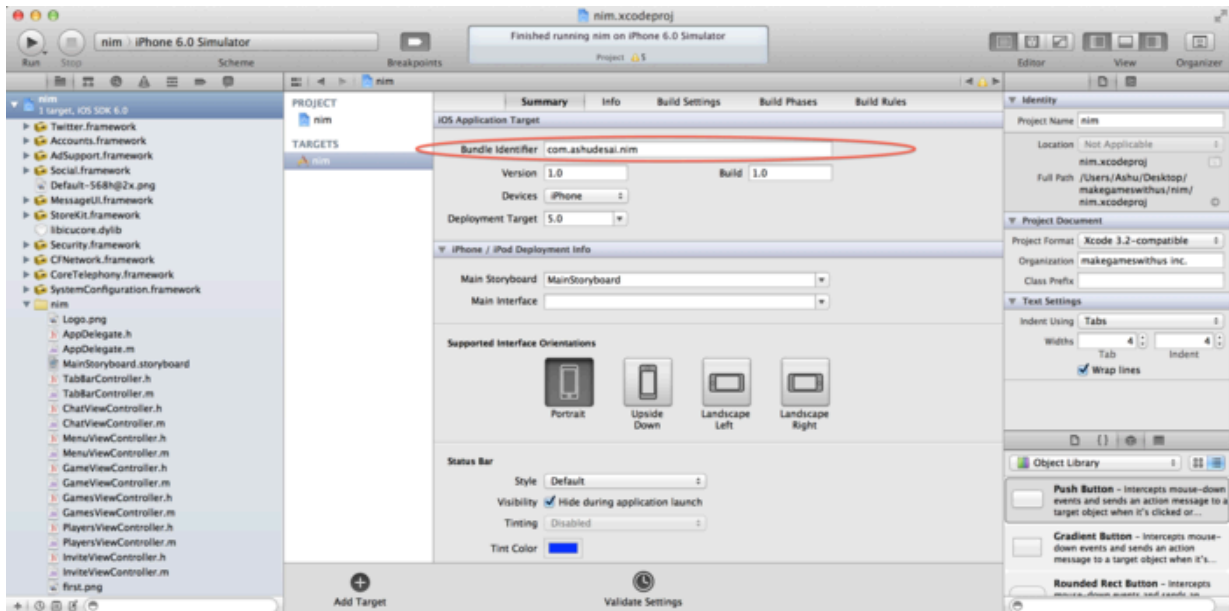 nim.xcodeproj
nim
iPhone 6.0 Simulator
Finished running nim on iPhone 6.0 Simulator
Project
5
Run
Stop
Scheme
Breakpoints
Editor
View
Organizer
nim
nim
1 target, iOS SDK 6.0
Twitter.framework
Accounts.framework
AdSupport.framework
Social.framework
Default-568h@2x.png
MessageUI.framework
StoreKit.framework
libicucore.dylib
Security.framework
CFNetwork.framework
CoreTelephony.framework
SystemConfiguration.framework
nim
Logo.png
AppDelegate.h
AppDelegate.m
MainStoryboard.storyboard
TabBarController.h
TabBarController.m
ChatViewController.h
ChatViewController.m
MenuViewController.h
MenuViewController.m
GameViewController.h
GameViewController.m
GamesViewController.h
GamesViewController.m
PlayersViewController.h
PlayersViewController.m
InviteViewController.h
InviteViewController.m
first.png
PROJECT
nim
TARGETS
nim
Add Target
Summary Info Build Settings Build Phases Build Rules
iOS Application Target
Bundle Identifier com.ashudesai.nim
Version 1.0 Build 1.0
Devices iPhone
Deployment Target 5.0
iPhone / iPod Deployment Info
Main Storyboard MainStoryboard
Main Interface
Supported Interface Orientations
Portrait
Upside Down
Landscape Left
Landscape Right
Status Bar
Style Default
Visibility Hide during application launch
Tinting Disabled
Tint Color
Validate Settings
Identity
Project Name nim
Location Not Applicable
nim.xcodeproj
Full Path /Users/Ashu/Desktop/
makegameswithus/nim/
nim.xcodeproj
Project Document
Project Format Xcode 3.2-compatible
Organization makegameswithus inc.
Class Prefix
Text Settings
Indent Using Tabs
Widths 4 4
Tab Indent
Wrap lines
{}
Object Library
Push Button - Intercepts mouse-down
events and sends an action message to a
target object when it's clicked or...
Gradient Button - Intercepts mouse-
down events and sends an action
message to a target object when it's...
Rounded Rect Button - Intercepts
mouse-down events and sends an